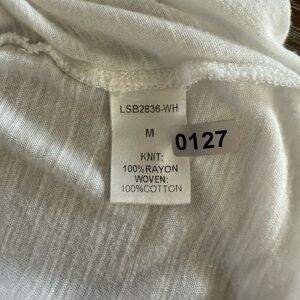 LSB2836-WH
M
0127
KNIT:
100%RAYON
WOVEN:
100%COTTON